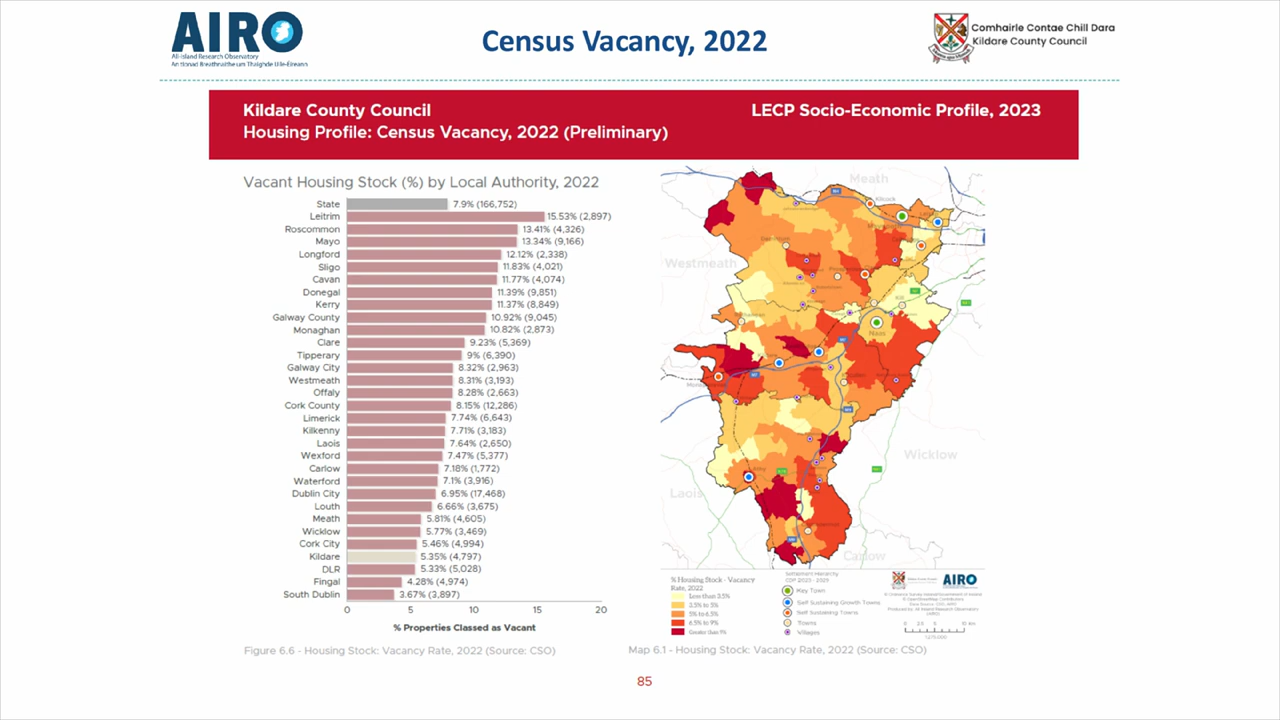 AIRO
All-Island Research Observatory
An tIonad Breathnaitheoireachta Taighde Uile-Éireann
Census Vacancy, 2022
Comhairle Contae Chill Dara
Kildare County Council
Kildare County Council
Housing Profile: Census Vacancy, 2022 (Preliminary)
LECP Socio-Economic Profile, 2023
Vacant Housing Stock (%) by Local Authority, 2022
State 7.9% (166,752)
Leitrim 15.53% (2,897)
Roscommon 13.41% (4,326)
Mayo 13.34% (9,166)
Longford 12.12% (2,338)
Sligo 11.83% (4,021)
Cavan 11.77% (4,074)
Donegal 11.39% (9,851)
Kerry 11.37% (8,849)
Galway County 10.92% (9,045)
Monaghan 10.82% (2,873)
Clare 9.23% (5,369)
Tipperary 9% (6,390)
Galway City 8.32% (2,963)
Westmeath 8.31% (3,193)
Offaly 8.28% (2,663)
Cork County 8.15% (12,286)
Limerick 7.74% (6,643)
Kilkenny 7.71% (3,183)
Laois 7.64% (2,650)
Wexford 7.47% (5,377)
Carlow 7.18% (1,772)
Waterford 7.1% (3,916)
Dublin City 6.95% (17,468)
Louth 6.66% (3,675)
Meath 5.81% (4,605)
Wicklow 5.77% (3,469)
Cork City 5.46% (4,994)
Kildare 5.35% (4,797)
DLR 5.33% (5,028)
Fingal 4.28% (4,974)
South Dublin 3.67% (3,897)
0 5 10 15 20
% Properties Classed as Vacant
Figure 6.6 - Housing Stock: Vacancy Rate, 2022 (Source: CSO)
Meath
Kilcock
Westmeath
Kill
Naas
Wicklow
Laois
Carlow
% Housing Stock - Vacancy
Rate, 2022
Less than 3.5%
3.5% to 5%
5% to 6.5%
6.5% to 9%
Greater than 9%
Settlement Hierarchy
CDP 2023 - 2029
Key Town
Self Sustaining Growth Towns
Self Sustaining Towns
Towns
Villages
AIRO
Map 6.1 - Housing Stock: Vacancy Rate, 2022 (Source: CSO)
85